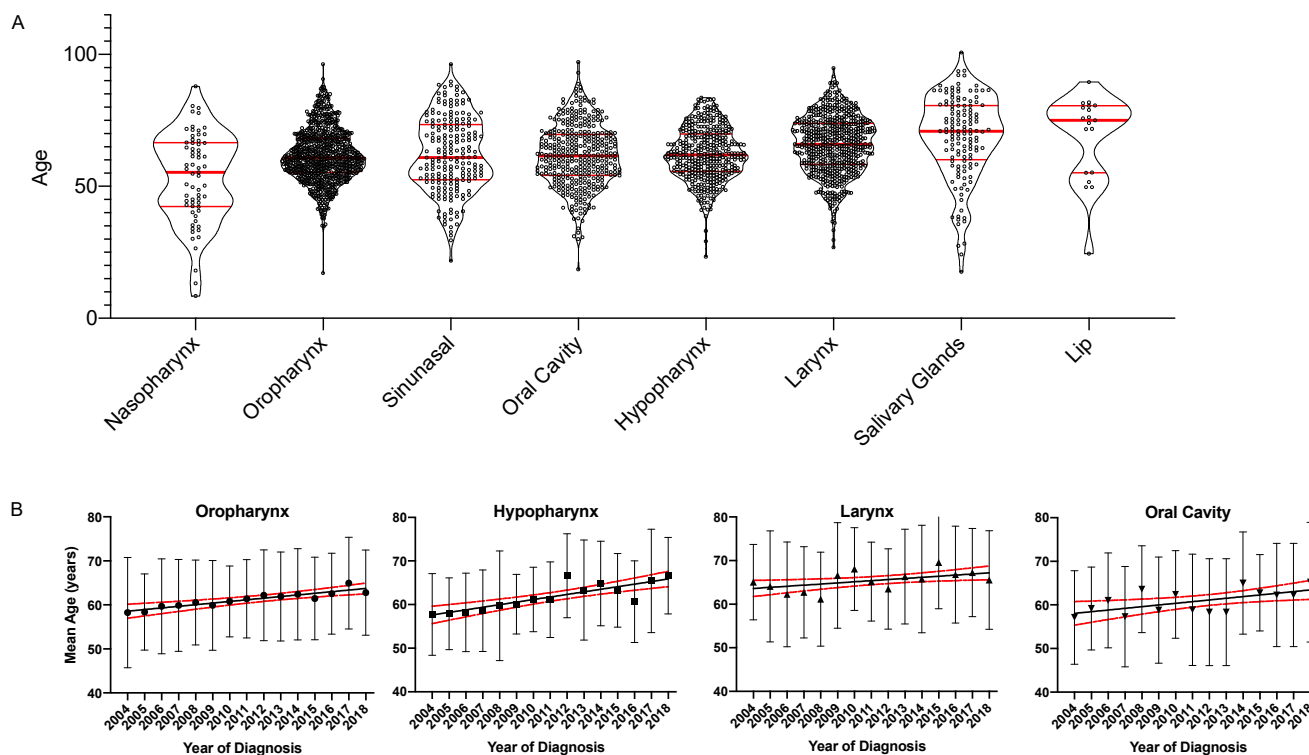 A
Age
100
50
0
Nasopharynx
Oropharynx
Sinunasal
Oral Cavity
Hypopharynx
Larynx
Salivary Glands
Lip
B
Oropharynx
Mean Age (years)
80
70
60
50
40
2004 2005 2006 2007 2008 2009 2010 2011 2012 2013 2014 2015 2016 2017 2018
Year of Diagnosis
Hypopharynx
80
70
60
50
40
2004 2005 2006 2007 2008 2009 2010 2011 2012 2013 2014 2015 2016 2017 2018
Year of Diagnosis
Larynx
80
70
60
50
40
2004 2005 2006 2007 2008 2009 2010 2011 2012 2013 2014 2015 2016 2017 2018
Year of Diagnosis
Oral Cavity
80
70
60
50
40
2004 2005 2006 2007 2008 2009 2010 2011 2012 2013 2014 2015 2016 2017 2018
Year of Diagnosis